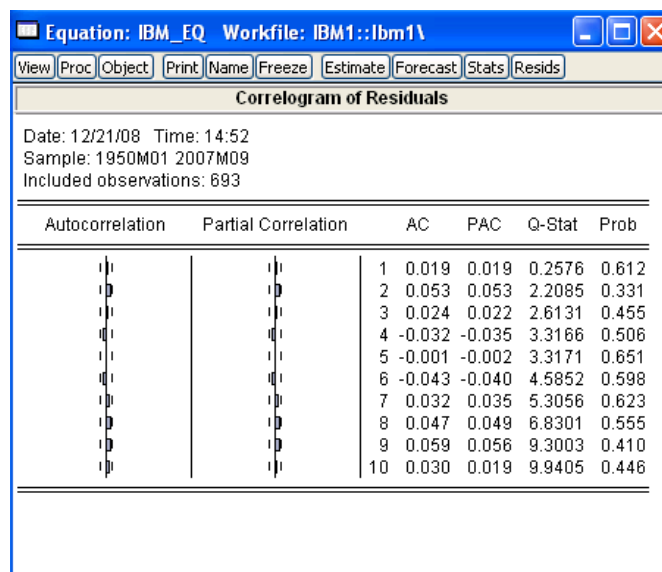 Equation: IBM_EQ Workfile: IBM1::Ibm1\
View Proc Object Print Name Freeze Estimate Forecast Stats Resids
Correlogram of Residuals
Date: 12/21/08 Time: 14:52
Sample: 1950M01 2007M09
Included observations: 693
Autocorrelation Partial Correlation AC PAC Q-Stat Prob
1 0.019 0.019 0.2576 0.612
2 0.053 0.053 2.2085 0.331
3 0.024 0.022 2.6131 0.455
4 -0.032 -0.035 3.3166 0.506
5 -0.001 -0.002 3.3171 0.651
6 -0.043 -0.040 4.5852 0.598
7 0.032 0.035 5.3056 0.623
8 0.047 0.049 6.8301 0.555
9 0.059 0.056 9.3003 0.410
10 0.030 0.019 9.9405 0.446